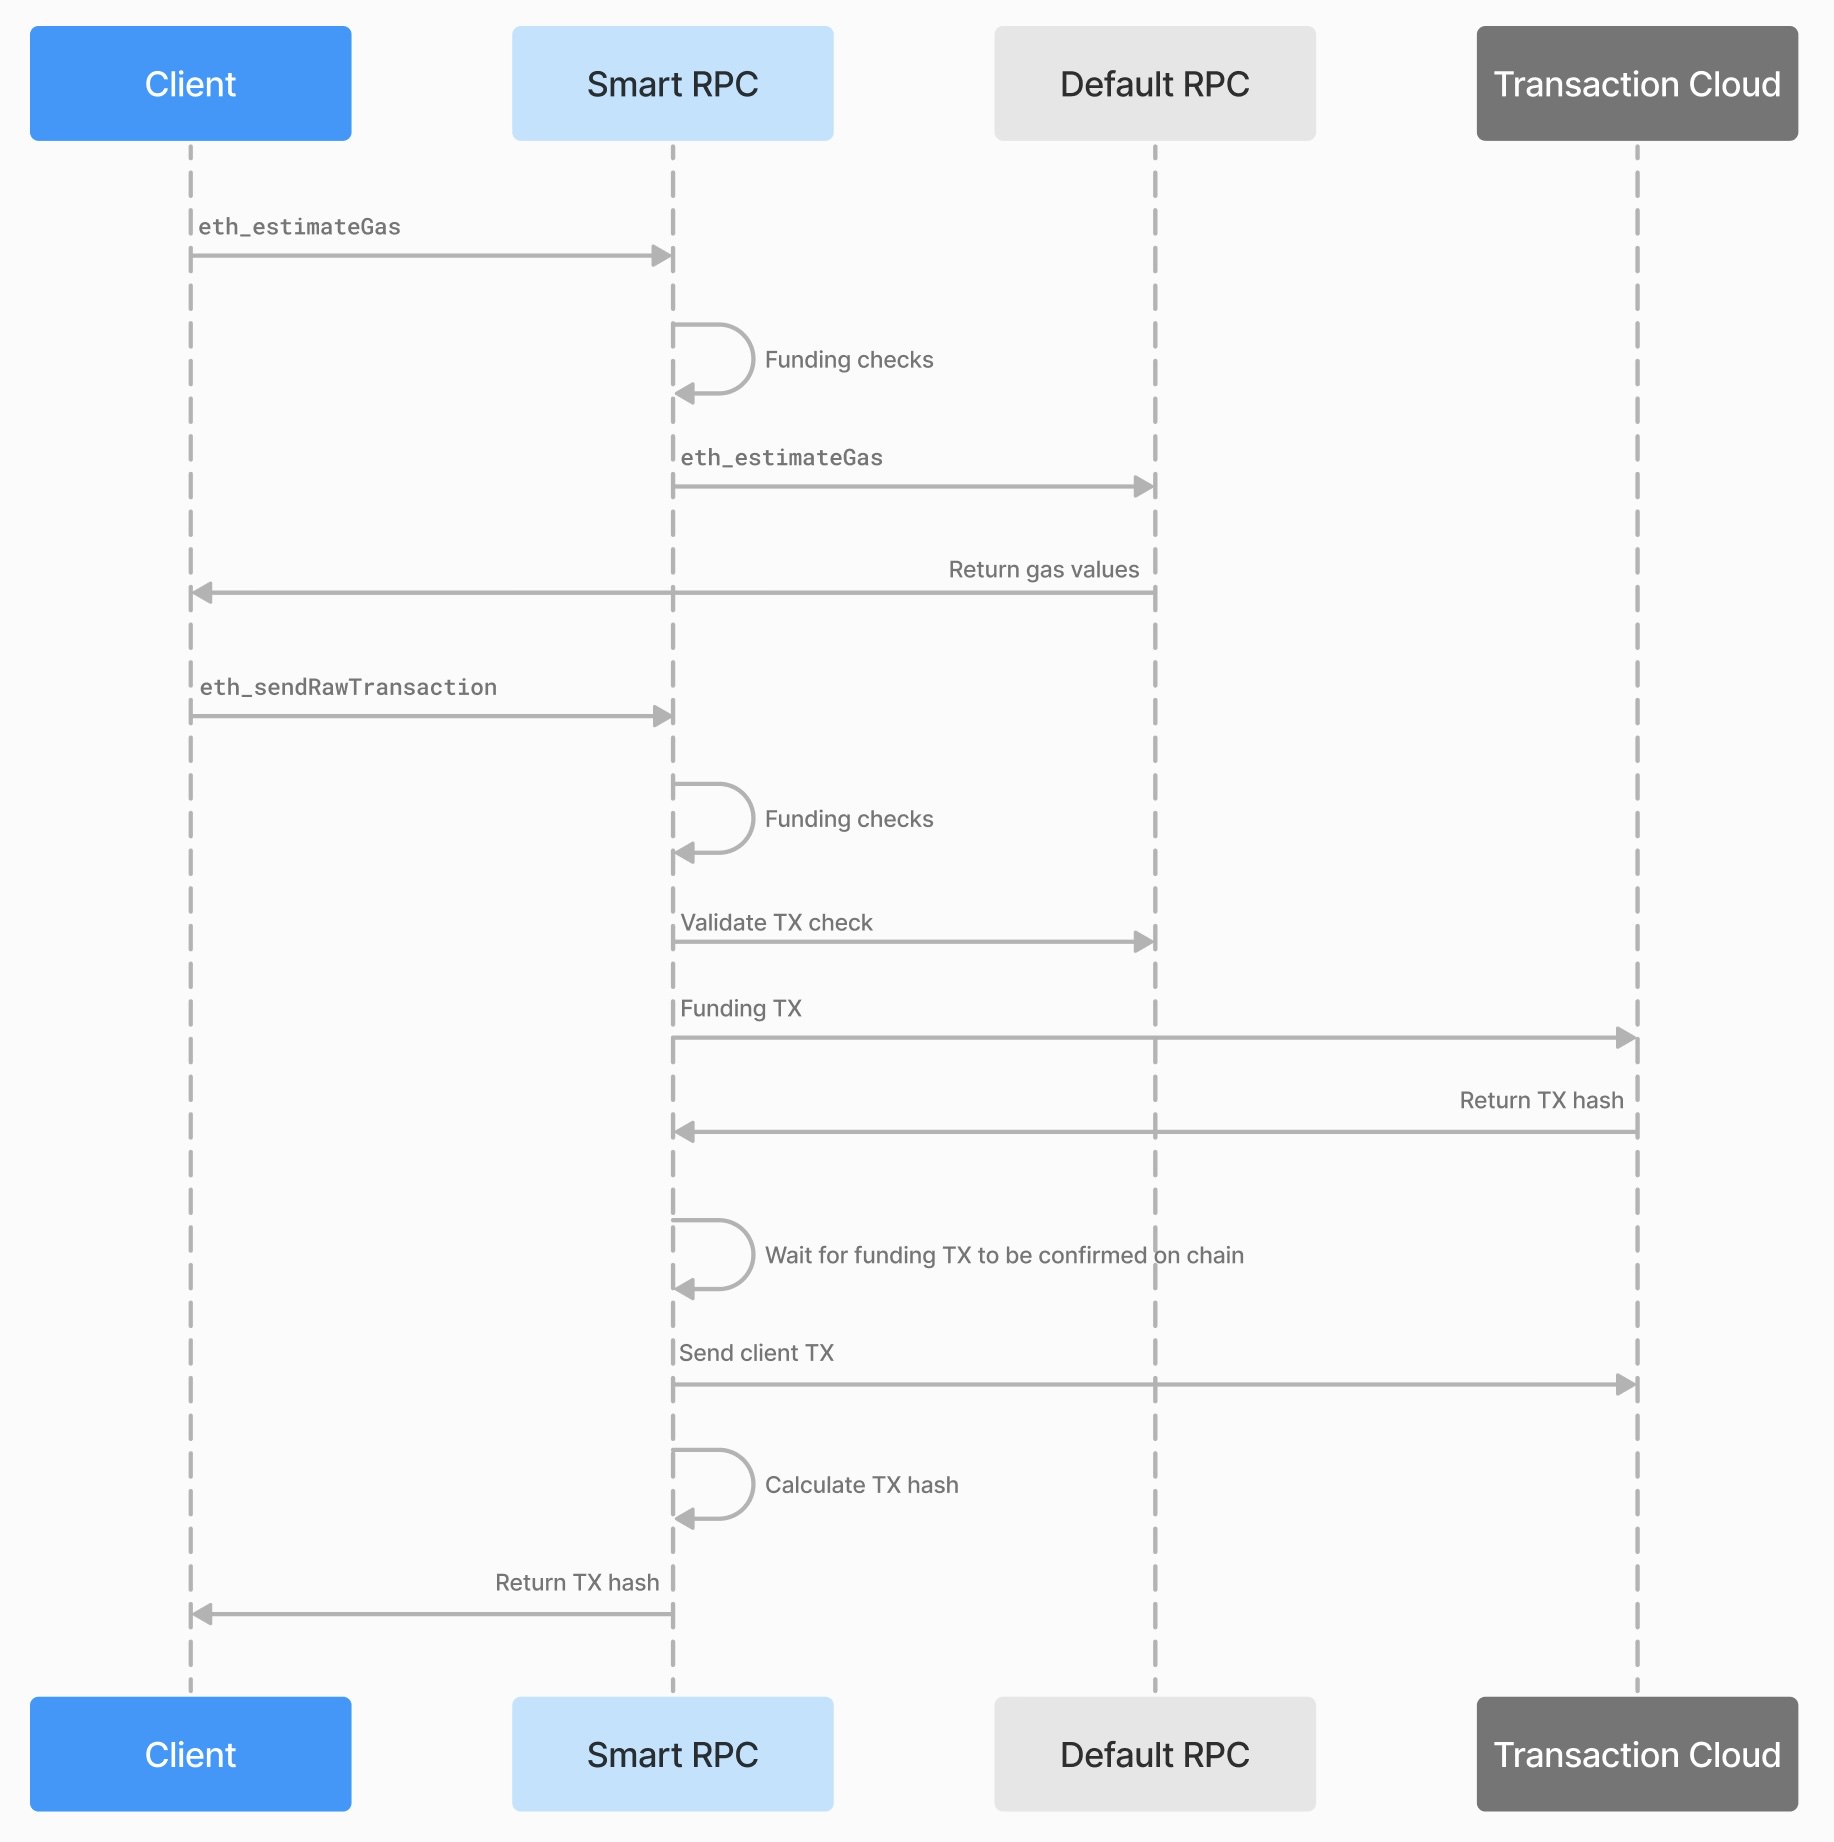 Client
Smart RPC
Default RPC
Transaction Cloud
eth_estimateGas
Funding checks
eth_estimateGas
Return gas values
eth_sendRawTransaction
Funding checks
Validate TX check
Funding TX
Return TX hash
Wait for funding TX to be confirmed on chain
Send client TX
Calculate TX hash
Return TX hash
Client
Smart RPC
Default RPC
Transaction Cloud